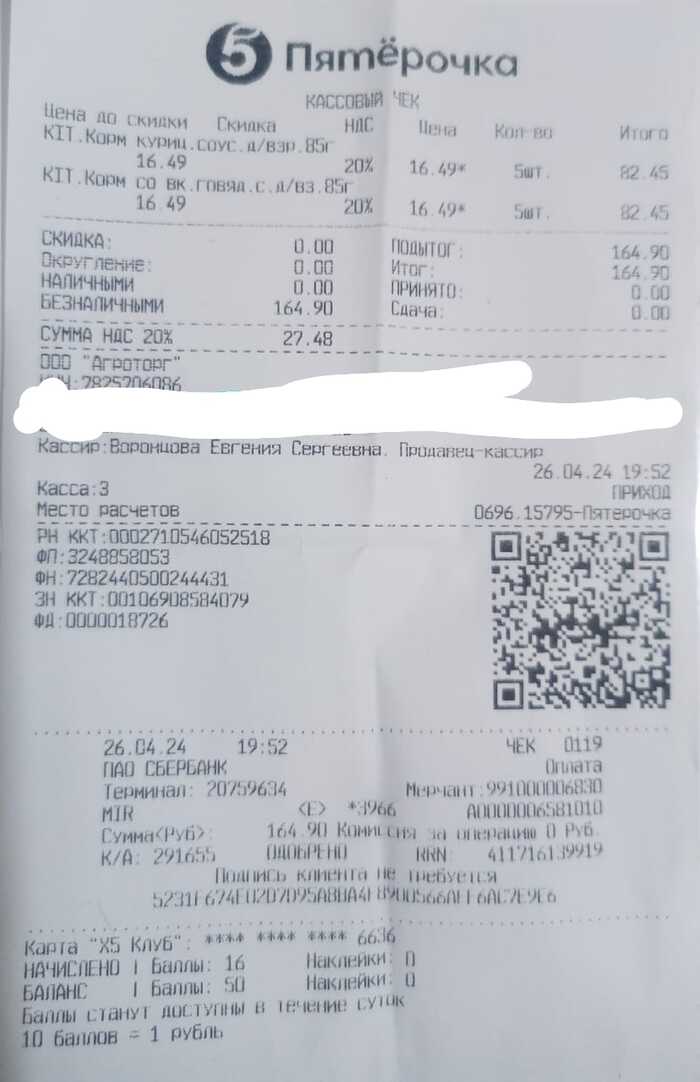 5 Пятёрочка
КАССОВЫЙ ЧЕК
Цена до скидки Скидка НДС Цена Кол-во Итого
KIT.Корм куриц.соус.д/взр.85г
16.49 20% 16.49* 5шт. 82.45
KIT.Корм со вк.говяд.с.д/вз.85г
16.49 20% 16.49* 5шт. 82.45
СКИДКА: 0.00 ПОДЫТОГ: 164.90
Округление: 0.00 Итог: 164.90
НАЛИЧНЫМИ 0.00 ПРИНЯТО: 0.00
БЕЗНАЛИЧНЫМИ 164.90 Сдача: 0.00
СУММА НДС 20% 27.48
ООО "Агроторг"
:7825706086
Кассир:Воронцова Евгения Сергеевна. Продавец-кассир
26.04.24 19:52
Касса:3 ПРИХОД
Место расчетов 0696.15795-Пятерочка
РН ККТ:0002710546052518
ФП:3248858053
ФН:7282440500244431
ЗН ККТ:00106908584079
ФД:0000018726
26.04.24 19:52 ЧЕК 0119
ПАО СБЕРБАНК Оплата
Терминал: 20759634 Мерчант:991000006830
MIR <E> *3966 A0000006581010
Сумма<Руб>: 164.90 Комиссия за операцию 0 Руб.
К/А: 291655 ОДОБРЕНО RRN: 411716139919
Подпись клиента не требуется
Карта "X5 Клуб": **** **** **** 6636
НАЧИСЛЕНО | Баллы: 16 Наклейки: 0
БАЛАНС | Баллы: 50 Наклейки: 0
Баллы станут доступны в течение суток
10 баллов = 1 рубль